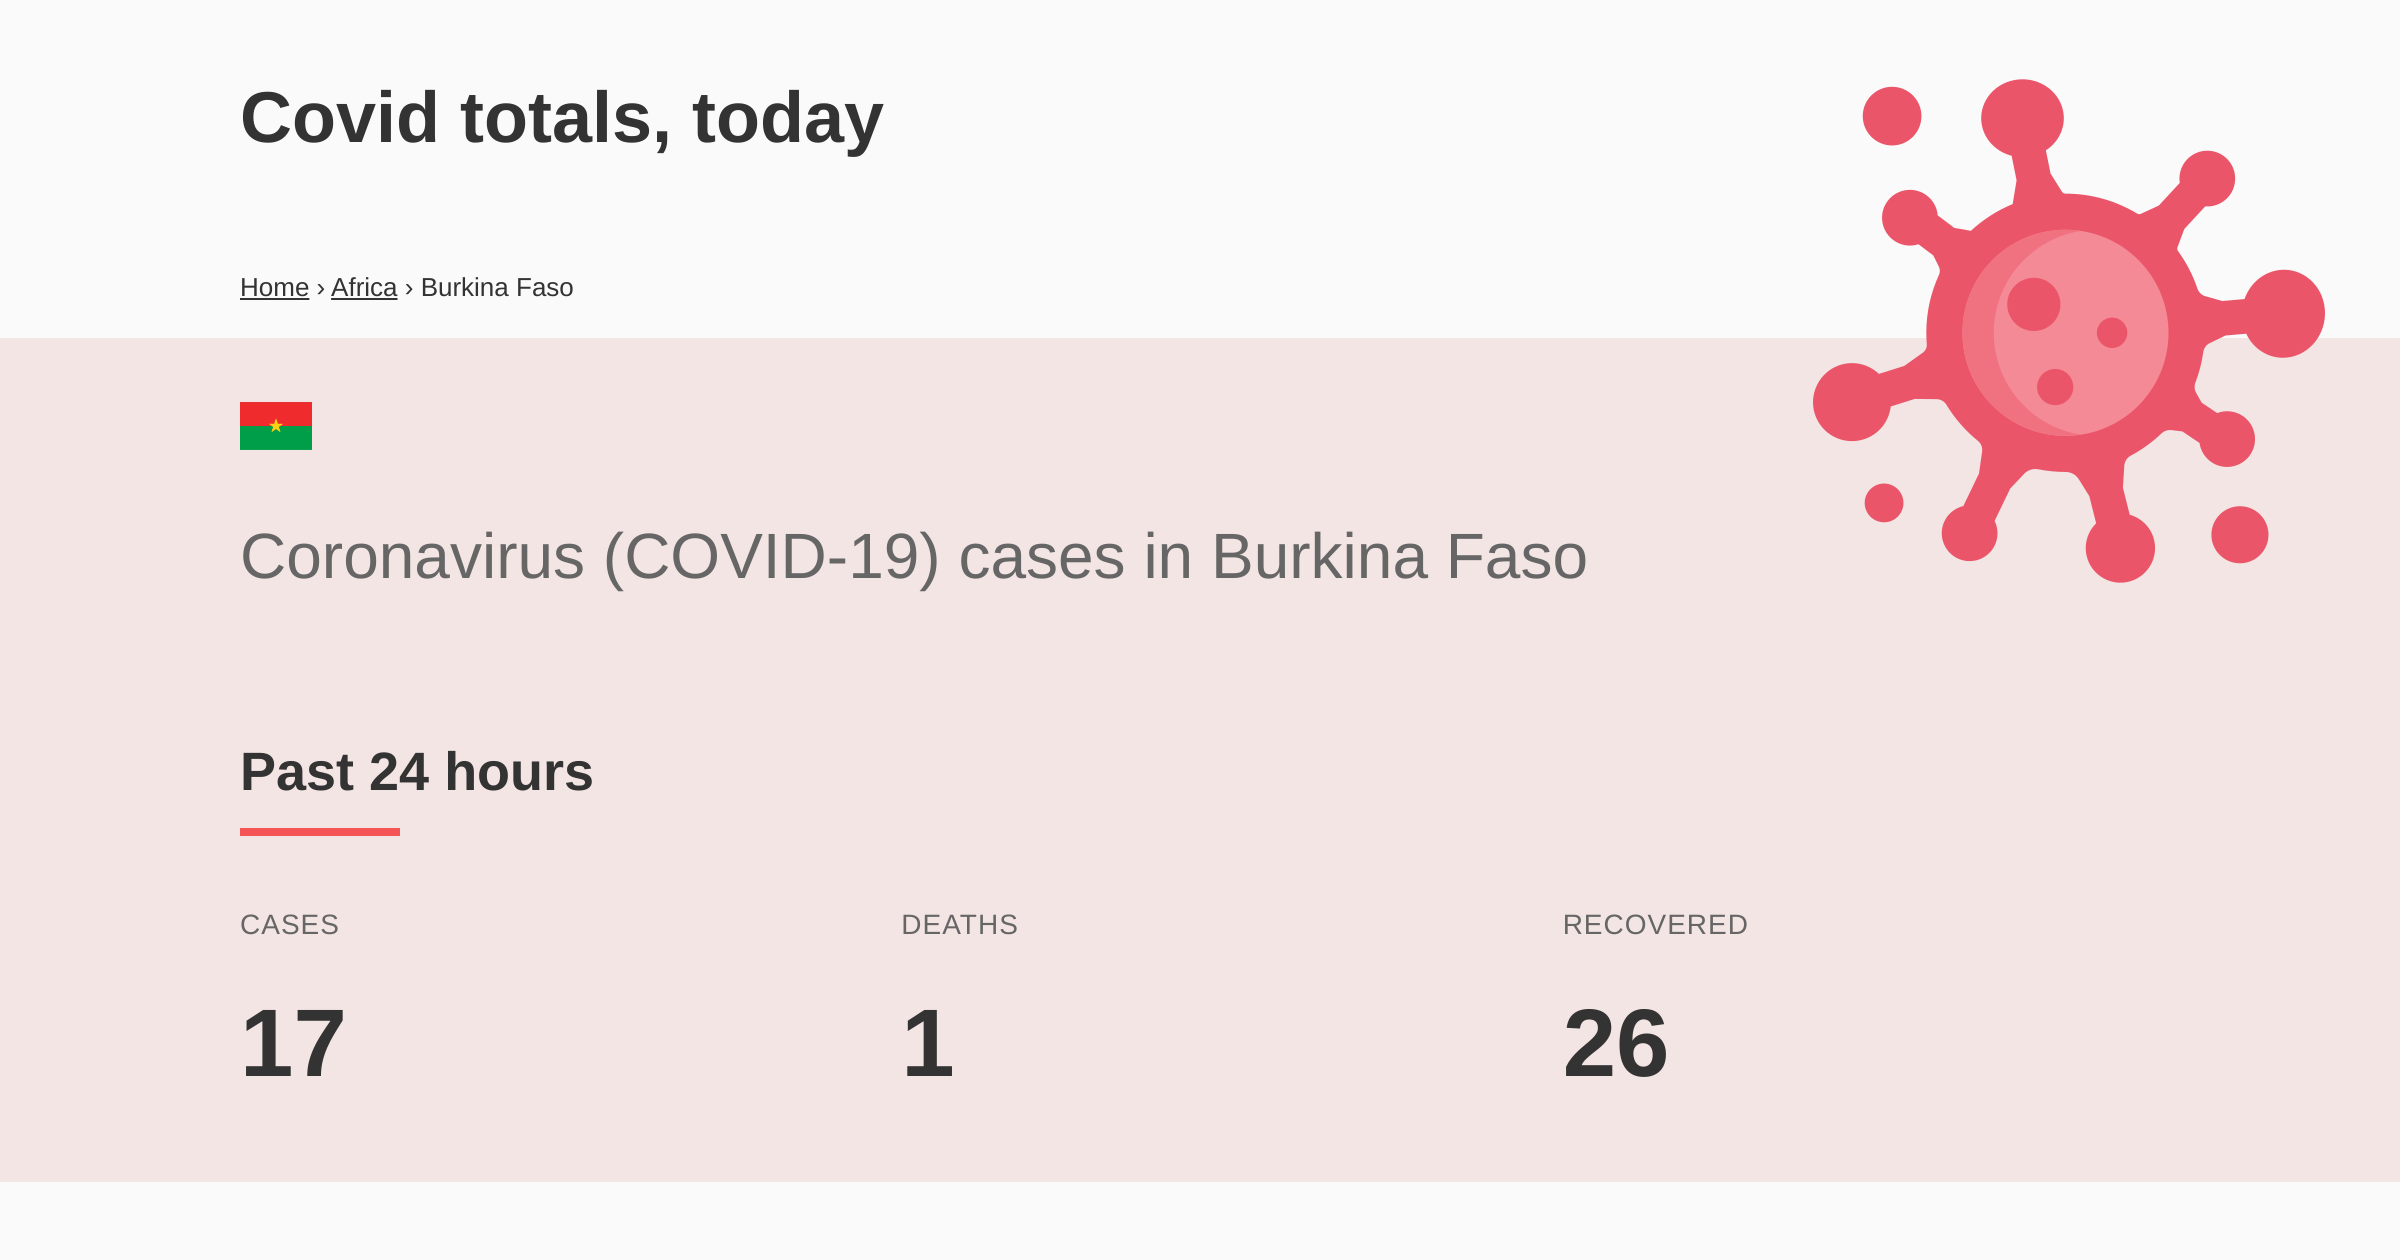 Covid totals, today
Home › Africa › Burkina Faso
Coronavirus (COVID-19) cases in Burkina Faso
Past 24 hours
CASES DEATHS RECOVERED
17 1 26